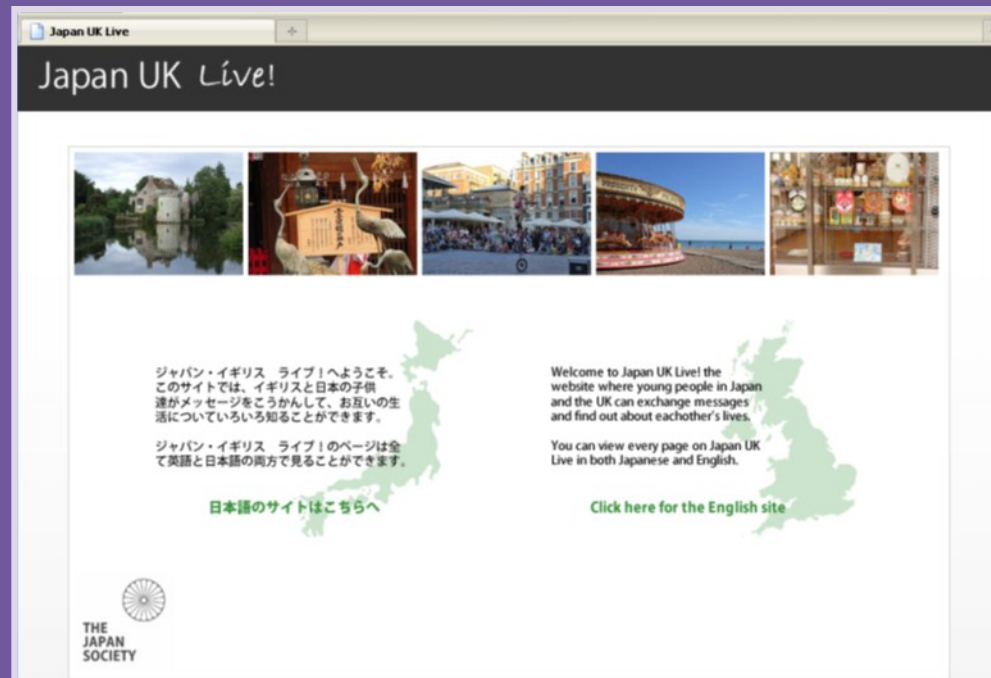 Japan UK Live
Japan UK Live!
ジャパン・イギリス　ライブ！へようこそ。
このサイトでは、イギリスと日本の子供
達がメッセージをこうかんして、お互いの生
活についていろいろ知ることができます。
ジャパン・イギリス　ライブ！のページは全
て英語と日本語の両方で見ることができます。
日本語のサイトはこちらへ
Welcome to Japan UK Live! the
website where young people in Japan
and the UK can exchange messages
and find out about eachother's lives.
You can view every page on Japan UK
Live in both Japanese and English.
Click here for the English site
THE
JAPAN
SOCIETY